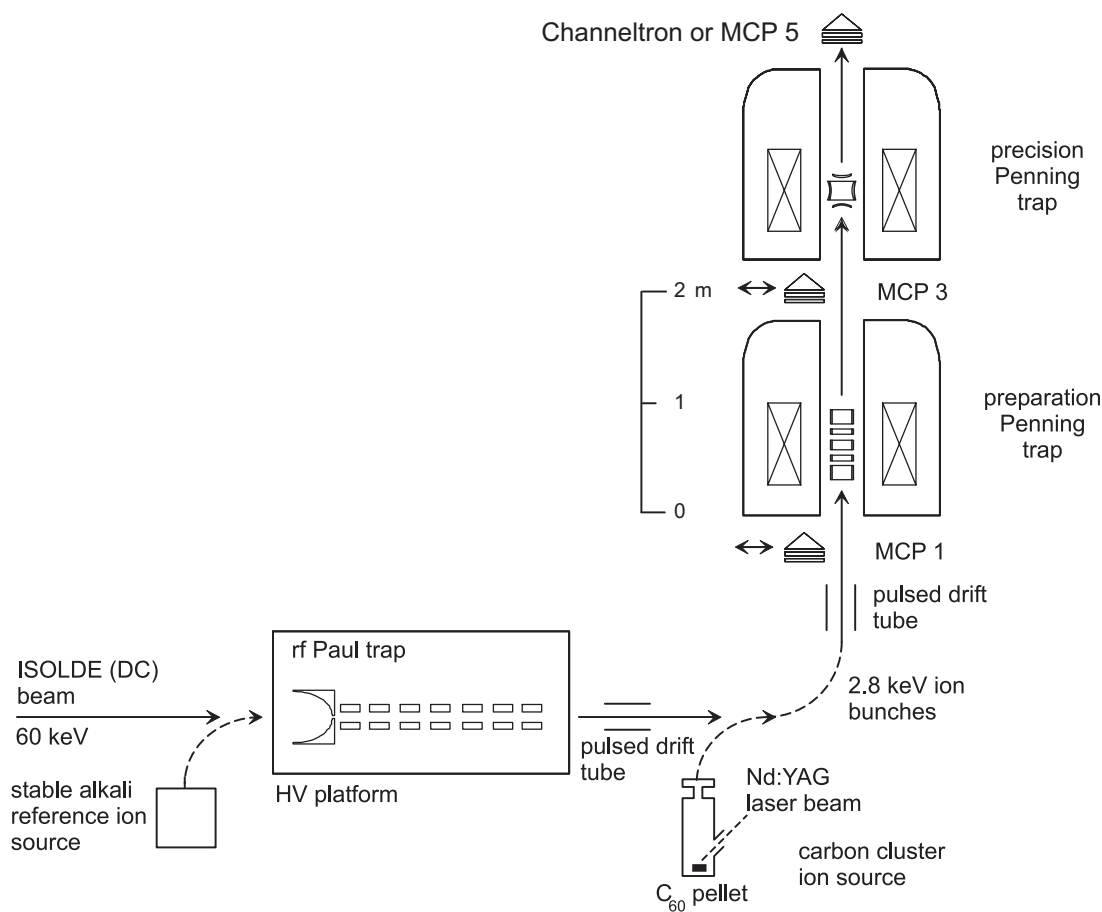 Channeltron or MCP 5
precision
Penning
trap
2 m
MCP 3
1
preparation
Penning
trap
0
MCP 1
pulsed drift
tube
rf Paul trap
ISOLDE (DC)
beam
60 keV
2.8 keV ion
bunches
pulsed drift
tube
HV platform
stable alkali
reference ion
source
Nd:YAG
laser beam
carbon cluster
ion source
C60 pellet